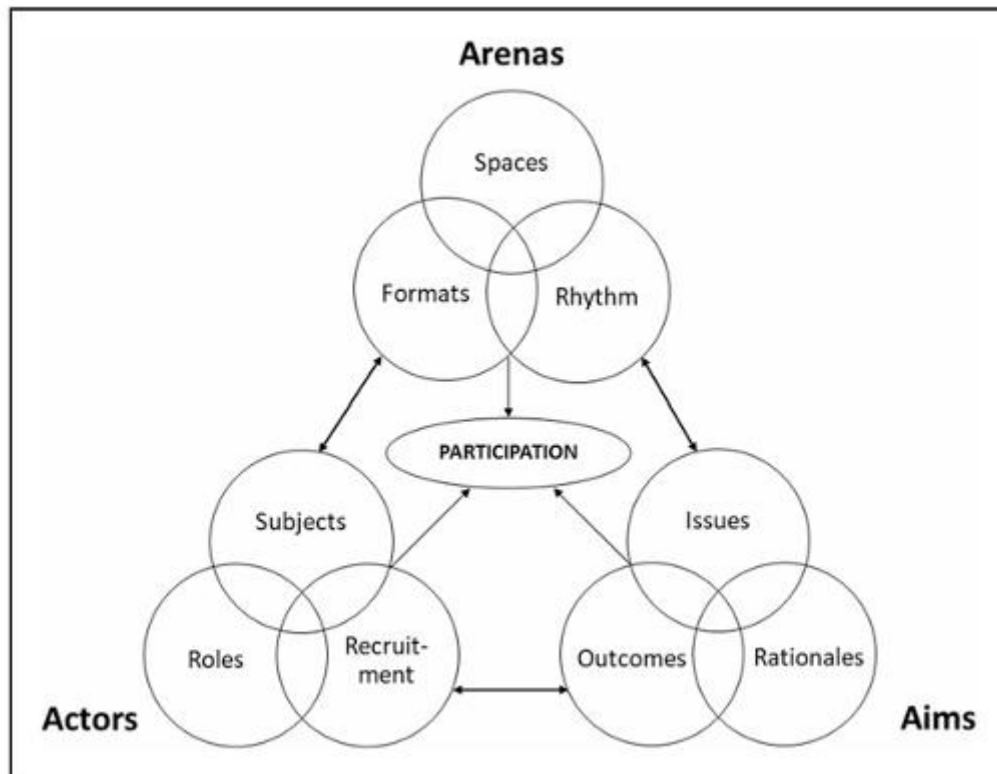 Arenas
Spaces
Formats
Rhythm
PARTICIPATION
Subjects
Issues
Roles
Recruit-
ment
Outcomes
Rationales
Actors
Aims